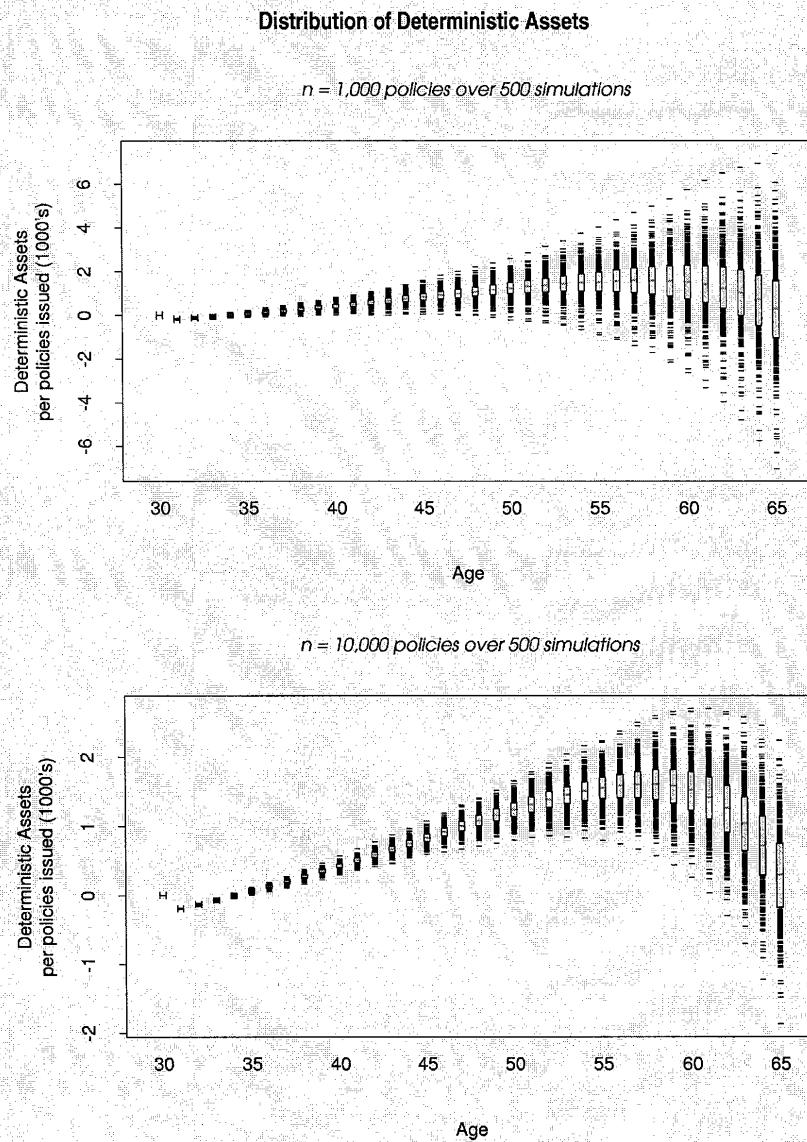 Distribution of Deterministic Assets
n = 1,000 policies over 500 simulations
Deterministic Assets
per policies issued (1000's)
6
4
2
0
-2
-4
-6
30 35 40 45 50 55 60 65
Age
n = 10,000 policies over 500 simulations
Deterministic Assets
per policies issued (1000's)
2
1
0
-1
-2
30 35 40 45 50 55 60 65
Age